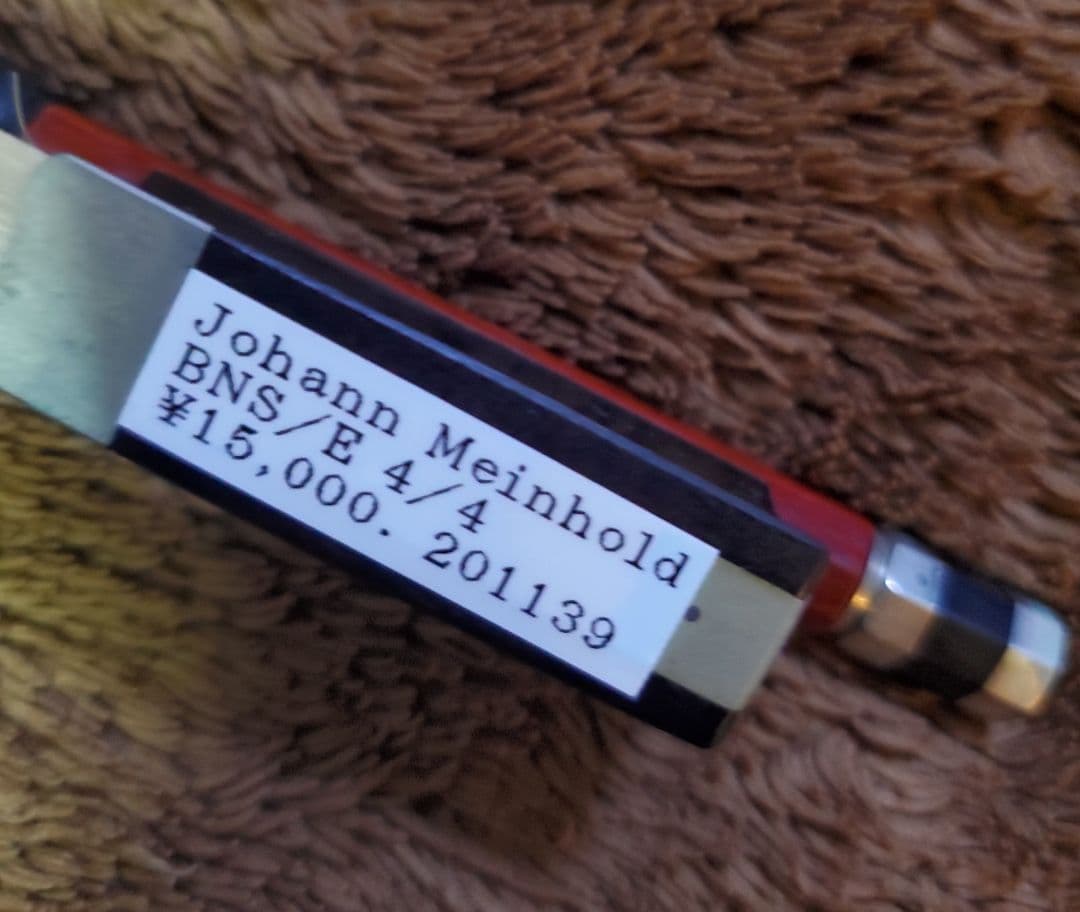 Johann Meinhold
BNS/E 4/4
¥15,000. 201139